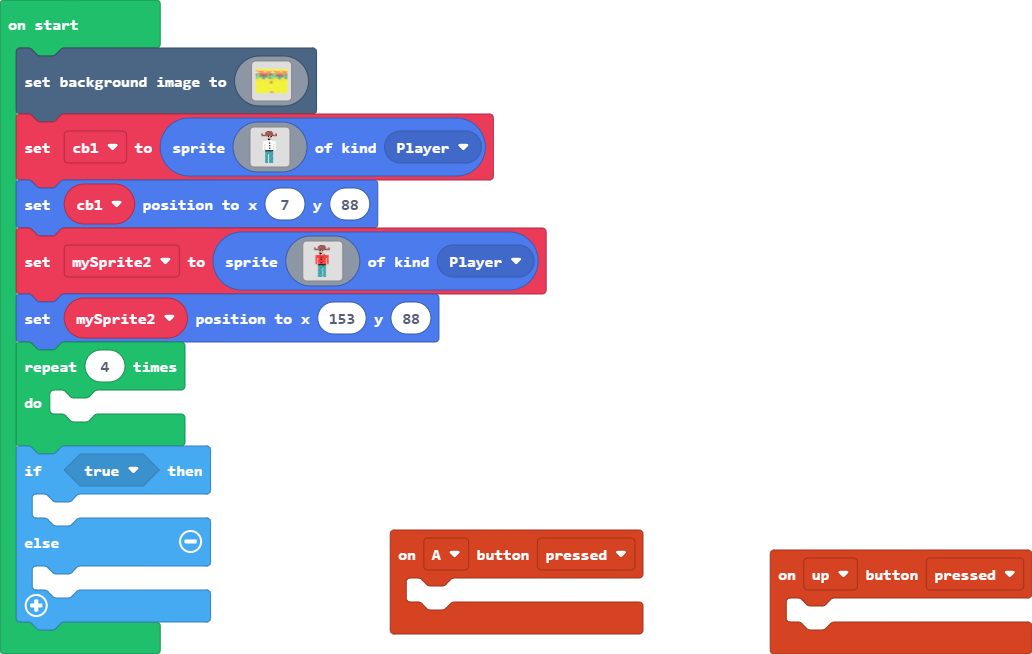 on start
set background image to
set cb1 to sprite of kind Player
set cb1 position to x 7 y 88
set mySprite2 to sprite of kind Player
set mySprite2 position to x 153 y 88
repeat 4 times
do
if true then
else
on A button pressed
on up button pressed